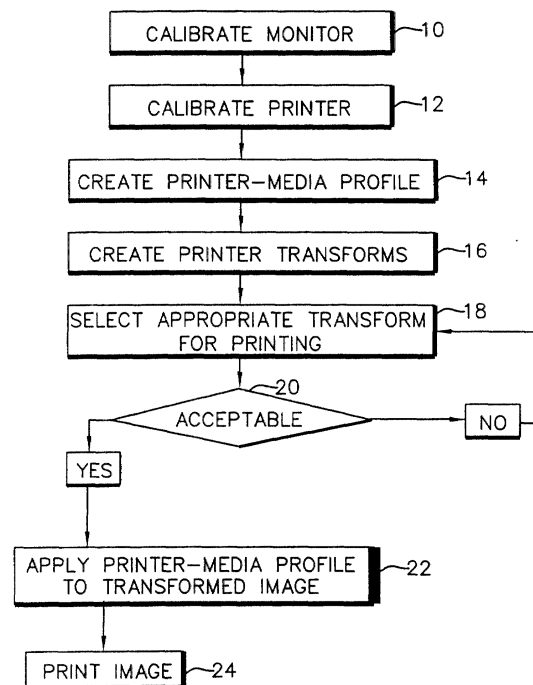 CALIBRATE MONITOR 10
CALIBRATE PRINTER 12
CREATE PRINTER-MEDIA PROFILE 14
CREATE PRINTER TRANSFORMS 16
18
SELECT APPROPRIATE TRANSFORM
FOR PRINTING
20
ACCEPTABLE
NO
YES
APPLY PRINTER-MEDIA PROFILE
TO TRANSFORMED IMAGE
22
PRINT IMAGE 24